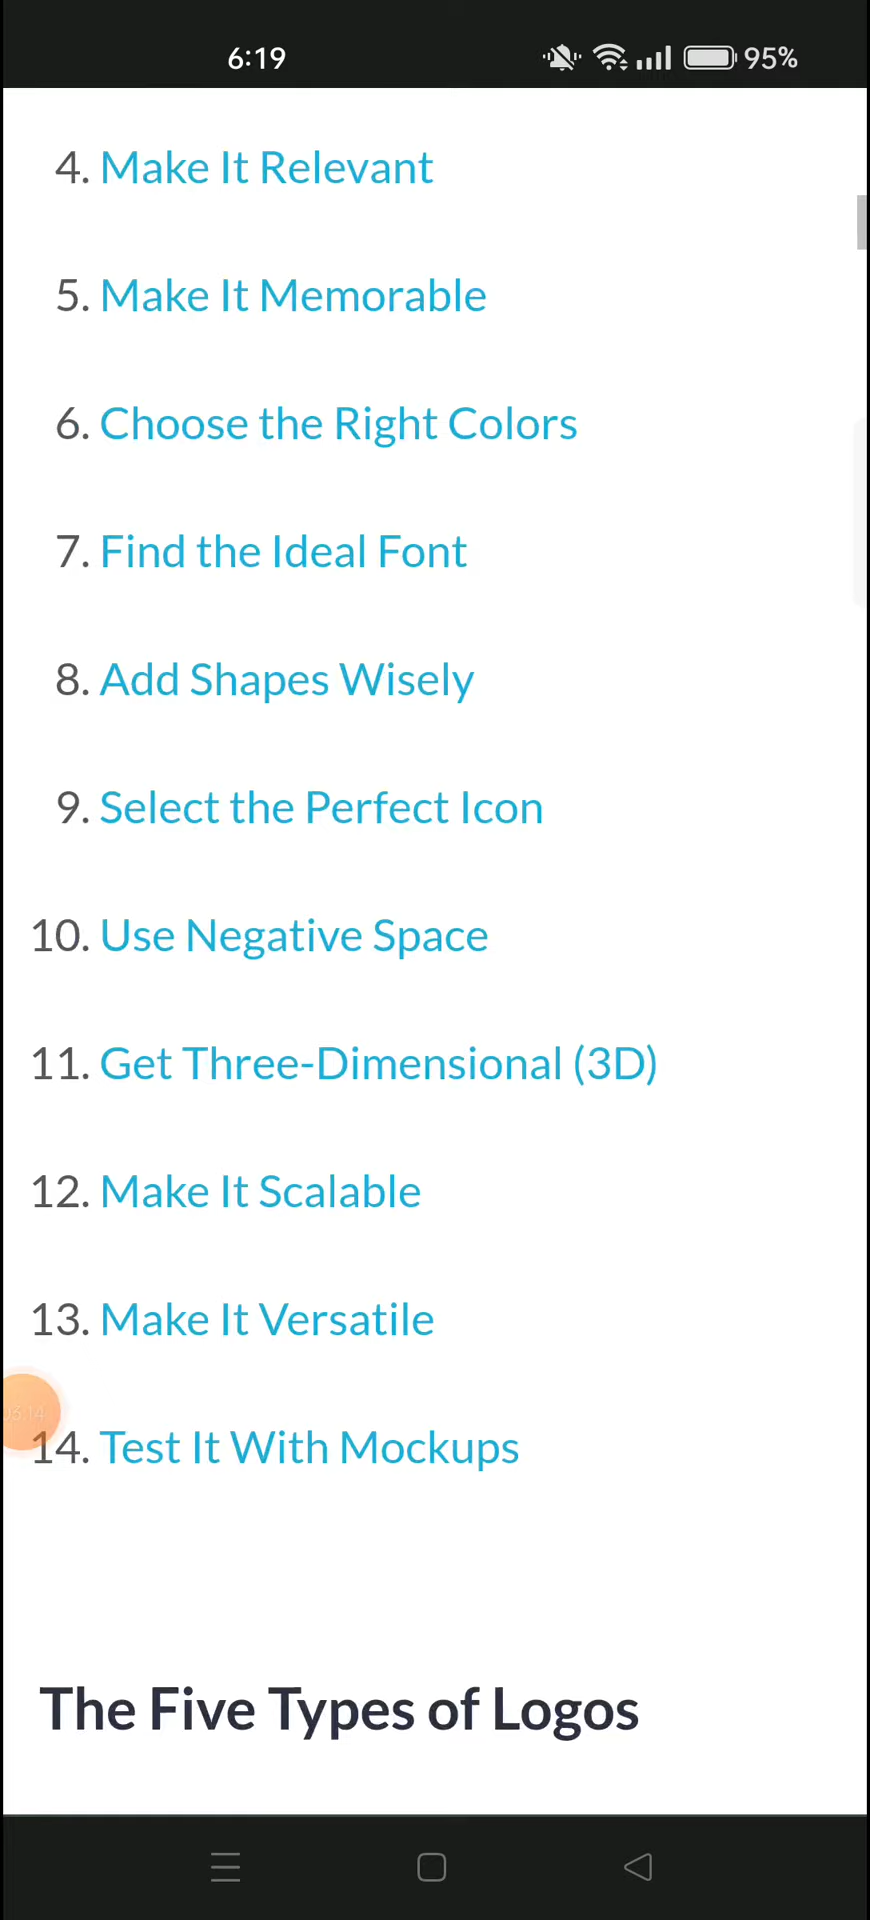 6:19 95%
4. Make It Relevant
5. Make It Memorable
6. Choose the Right Colors
7. Find the Ideal Font
8. Add Shapes Wisely
9. Select the Perfect Icon
10. Use Negative Space
11. Get Three-Dimensional (3D)
12. Make It Scalable
13. Make It Versatile
03:14
14. Test It With Mockups
The Five Types of Logos